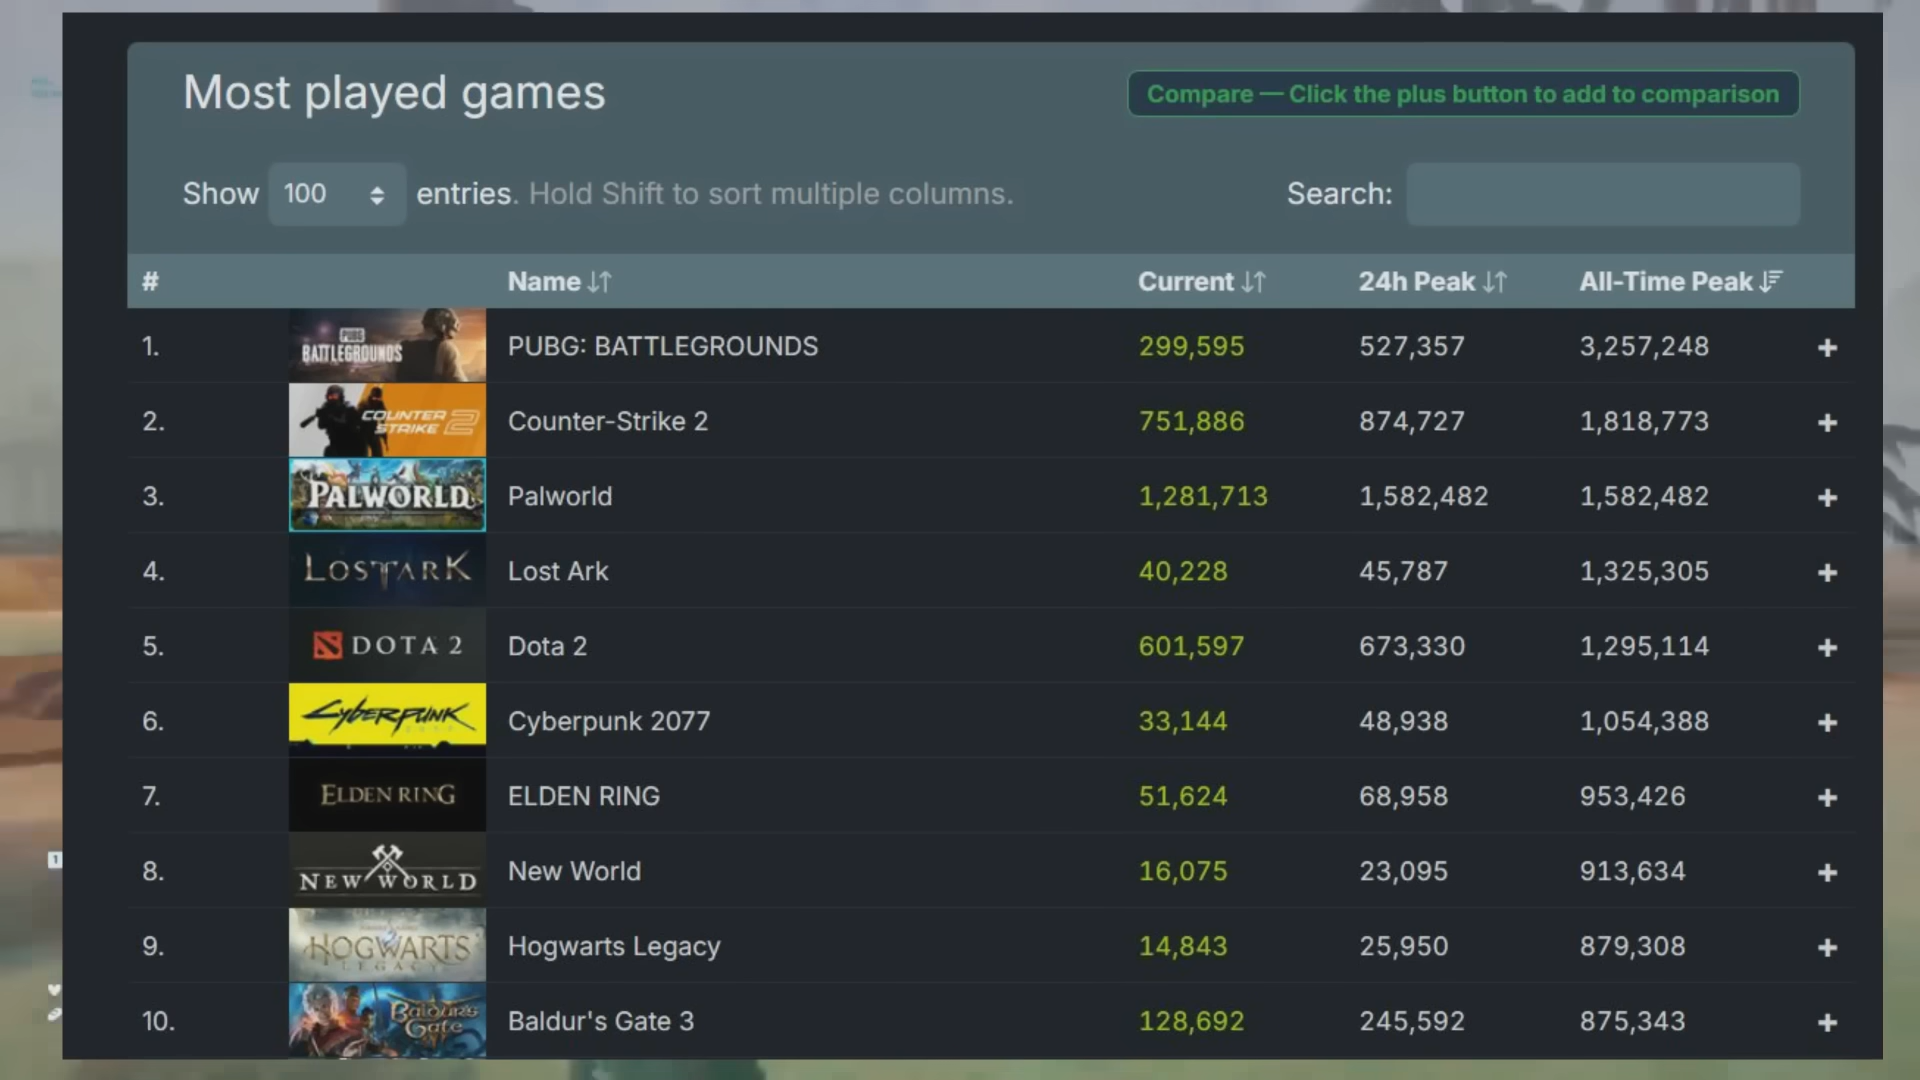 Most played games
Compare — Click the plus button to add to comparison
Show 100 entries. Hold Shift to sort multiple columns.
Search:
# Name Current 24h Peak All-Time Peak
1. PUBG BATTLEGROUNDS PUBG: BATTLEGROUNDS 299,595 527,357 3,257,248 +
2. COUNTER STRIKE 2 Counter-Strike 2 751,886 874,727 1,818,773 +
3. PALWORLD Palworld 1,281,713 1,582,482 1,582,482 +
4. LOST ARK Lost Ark 40,228 45,787 1,325,305 +
5. DOTA 2 Dota 2 601,597 673,330 1,295,114 +
6. CYBERPUNK Cyberpunk 2077 33,144 48,938 1,054,388 +
7. ELDEN RING ELDEN RING 51,624 68,958 953,426 +
8. NEW WORLD New World 16,075 23,095 913,634 +
9. HOGWARTS LEGACY Hogwarts Legacy 14,843 25,950 879,308 +
10. BALDUR'S GATE Baldur's Gate 3 128,692 245,592 875,343 +
1